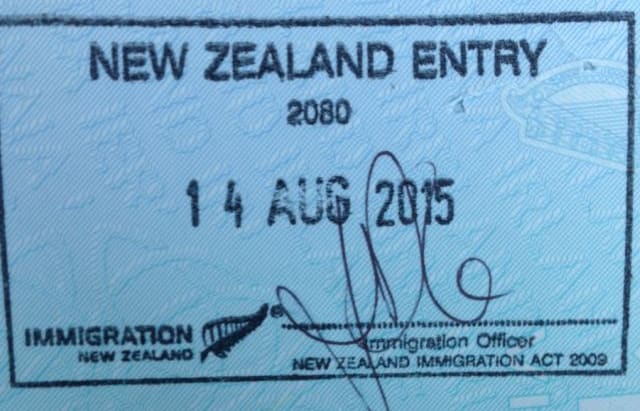 NEW ZEALAND ENTRY
2080
14 AUG 2015
IMMIGRATION
NEW ZEALAND
®
Immigration Officer
NEW ZEALAND IMMIGRATION ACT 2009